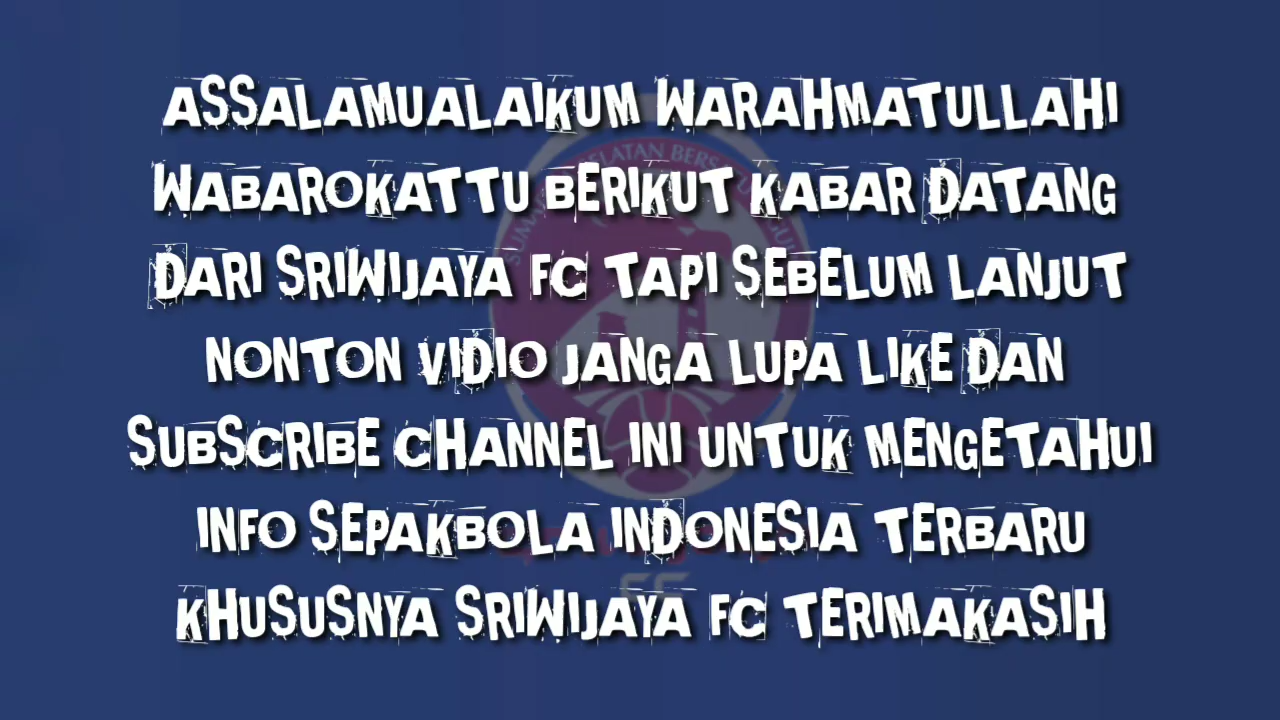 ASSALAMUALAIKUM WARAHMATULLAHI
WABAROKATTU BERIKUT KABAR DATANG
DARI SRIWIJAYA FC TAPI SEBELUM LANJUT
NONTON VIDIO JANGA LUPA LIKE DAN
SUBSCRIBE CHANNEL INI UNTUK MENGETAHUI
INFO SEPAKBOLA INDONESIA TERBARU
KHUSUSNYA SRIWIJAYA FC TERIMAKASIH